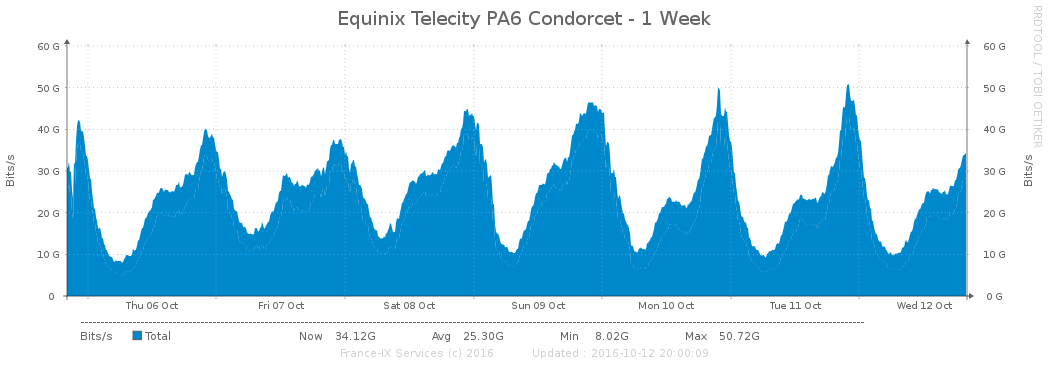 Equinix Telecity PA6 Condorcet - 1 Week
RRDTOOL / TOBI OETIKER
Bits/s
60 G 60 G
50 G 50 G
40 G 40 G
30 G 30 G
20 G 20 G
10 G 10 G
0 0 G
Bits/s
Thu 06 Oct Fri 07 Oct Sat 08 Oct Sun 09 Oct Mon 10 Oct Tue 11 Oct Wed 12 Oct
Bits/s Total Now 34.12G Avg 25.30G Min 8.02G Max 50.72G
France-IX Services (c) 2016 Updated : 2016-10-12 20:00:09